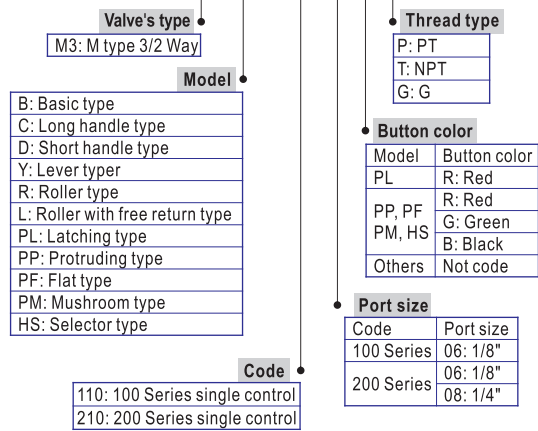 Valve's type
M3: M type 3/2 Way
Model
B: Basic type
C: Long handle type
D: Short handle type
Y: Lever typer
R: Roller type
L: Roller with free return type
PL: Latching type
PP: Protruding type
PF: Flat type
PM: Mushroom type
HS: Selector type
Code
110: 100 Series single control
210: 200 Series single control
Thread type
P: PT
T: NPT
G: G
Button color
Model Button color
PL R: Red
PP, PF
PM, HS
R: Red
G: Green
B: Black
Others Not code
Port size
Code Port size
100 Series 06: 1/8"
200 Series
06: 1/8"
08: 1/4"